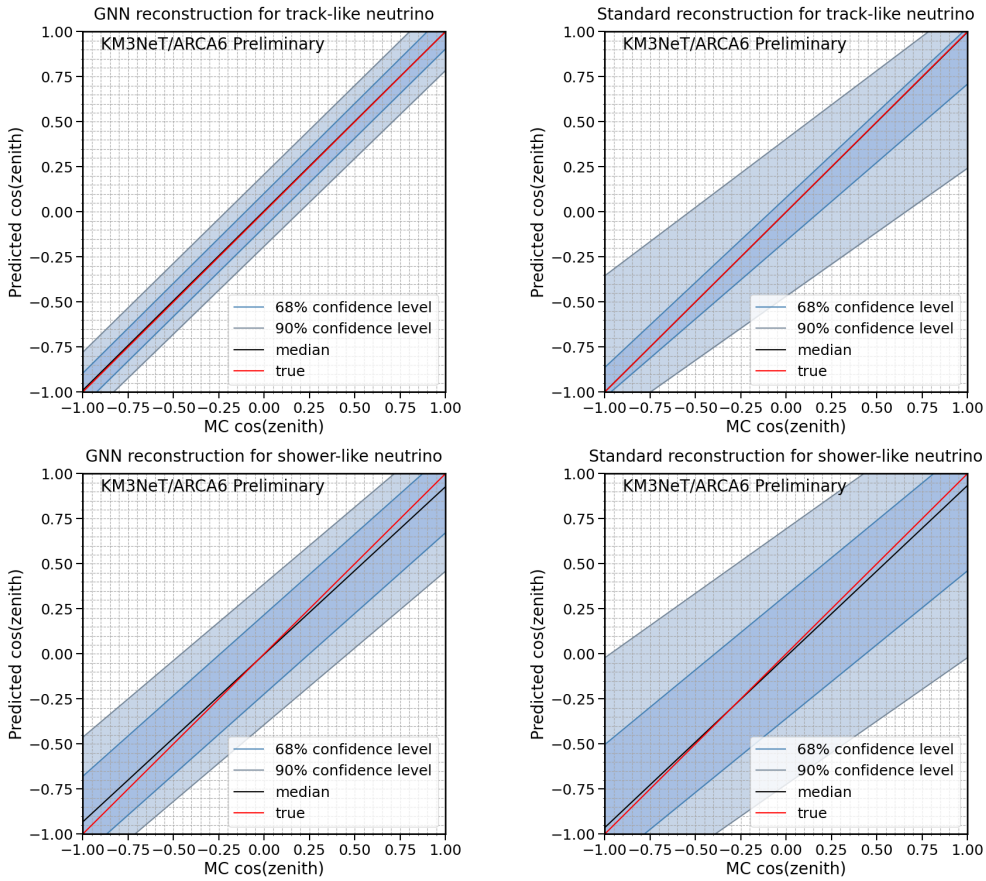 GNN reconstruction for track-like neutrino
KM3NeT/ARCA6 Preliminary
Predicted cos(zenith)
1.00
0.75
0.50
0.25
0.00
−0.25
−0.50
−0.75
−1.00
68% confidence level
90% confidence level
median
true
−1.00 −0.75 −0.50 −0.25 0.00 0.25 0.50 0.75 1.00
MC cos(zenith)
Standard reconstruction for track-like neutrino
KM3NeT/ARCA6 Preliminary
Predicted cos(zenith)
1.00
0.75
0.50
0.25
0.00
−0.25
−0.50
−0.75
−1.00
68% confidence level
90% confidence level
median
true
−1.00 −0.75 −0.50 −0.25 0.00 0.25 0.50 0.75 1.00
MC cos(zenith)
GNN reconstruction for shower-like neutrino
KM3NeT/ARCA6 Preliminary
Predicted cos(zenith)
1.00
0.75
0.50
0.25
0.00
−0.25
−0.50
−0.75
−1.00
68% confidence level
90% confidence level
median
true
−1.00 −0.75 −0.50 −0.25 0.00 0.25 0.50 0.75 1.00
MC cos(zenith)
Standard reconstruction for shower-like neutrino
KM3NeT/ARCA6 Preliminary
Predicted cos(zenith)
1.00
0.75
0.50
0.25
0.00
−0.25
−0.50
−0.75
−1.00
68% confidence level
90% confidence level
median
true
−1.00 −0.75 −0.50 −0.25 0.00 0.25 0.50 0.75 1.00
MC cos(zenith)